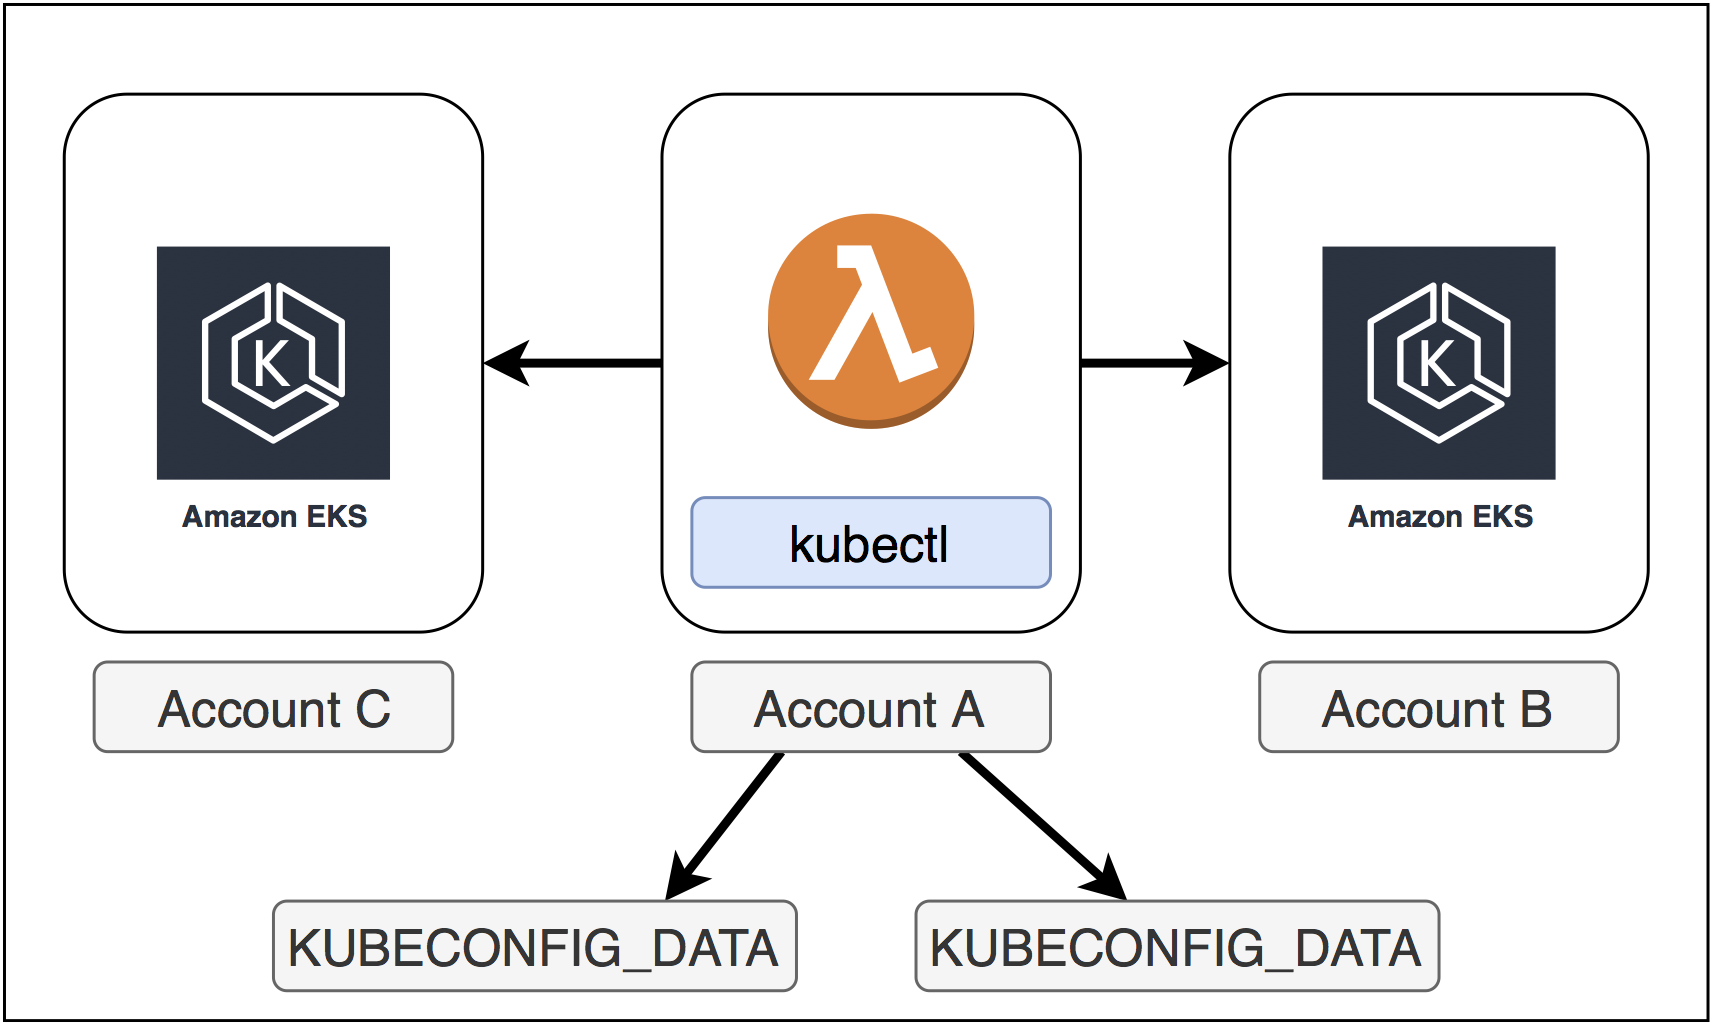 K
λ
K
Amazon EKS
kubectl
Amazon EKS
Account C
Account A
Account B
KUBECONFIG_DATA
KUBECONFIG_DATA